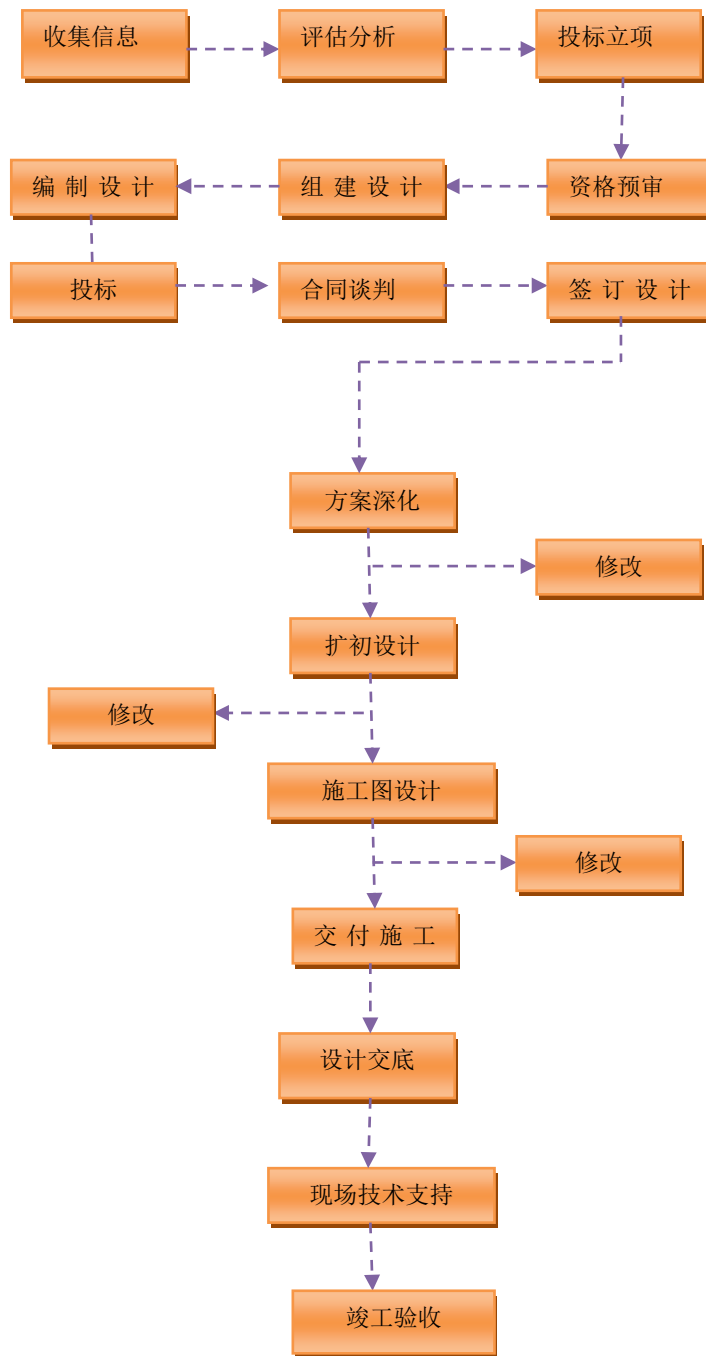 收集信息
评估分析
投标立项
资格预审
组建设计
编制设计
投标
合同谈判
签订设计
方案深化
修改
扩初设计
修改
施工图设计
修改
交付施工
设计交底
现场技术支持
竣工验收